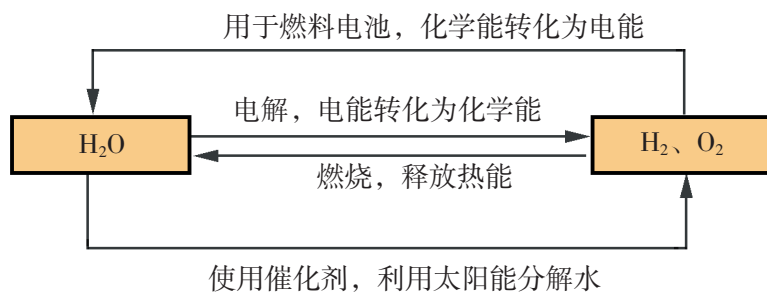 用于燃料电池，化学能转化为电能
电解，电能转化为化学能
H₂O
H₂、O₂
燃烧，释放热能
使用催化剂，利用太阳能分解水